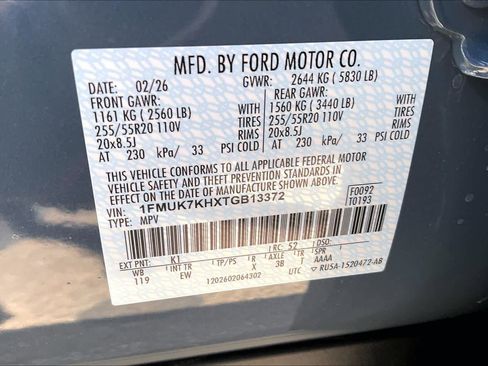 MFD. BY FORD MOTOR CO.
DATE: 02/26 GVWR: 2644 KG ( 5830 LB)
FRONT GAWR: REAR GAWR:
1161 KG ( 2560 LB) 1560 KG ( 3440 LB)
255/55R20 110V TIRES 255/55R20 110V TIRES
20x8.5J RIMS 20x8.5J RIMS
AT 230 kPa/ 33 PSI COLD AT 230 kPa/ 33 PSI COLD
THIS VEHICLE CONFORMS TO ALL APPLICABLE FEDERAL MOTOR
VEHICLE SAFETY AND THEFT PREVENTION STANDARDS IN
EFFECT ON THE DATE OF MANUFACTURE SHOWN ABOVE.
VIN: 1FMUK7KHXTGB13372 F0092
TYPE: MPV T0193
EXT PNT: K1 RC: 52 DSO:
WB INT TR TP/PS R AXLE TR SPR
119 EW X 3B T AAAA
1202602064302 UTC RU5A-1520472-AB